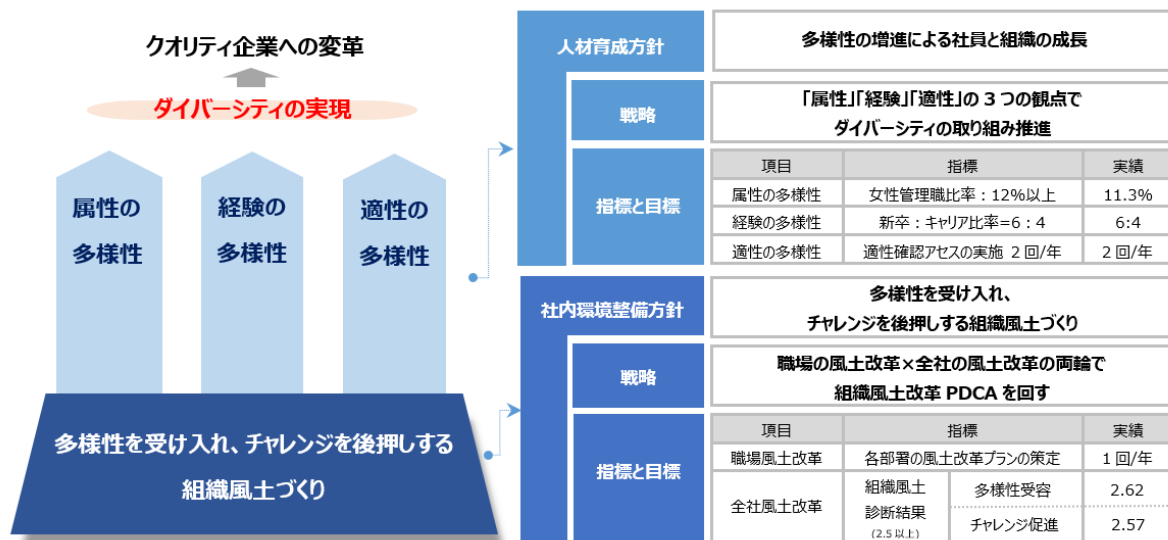 クオリティ企業への変革
ダイバーシティの実現
属性の
多様性
経験の
多様性
適性の
多様性
多様性を受け入れ、チャレンジを後押しする
組織風土づくり
人材育成方針
多様性の増進による社員と組織の成長
戦略
「属性」「経験」「適性」の3つの観点で
ダイバーシティの取り組み推進
指標と目標
項目 指標 実績
属性の多様性 女性管理職比率：12%以上 11.3%
経験の多様性 新卒：キャリア比率=6：4 6:4
適性の多様性 適性確認アセスの実施 2回/年 2回/年
社内環境整備方針
多様性を受け入れ、
チャレンジを後押しする組織風土づくり
戦略
職場の風土改革×全社の風土改革の両輪で
組織風土改革PDCAを回す
指標と目標
項目 指標 実績
職場風土改革 各部署の風土改革プランの策定 1回/年
全社風土改革
組織風土
診断結果
(2.5以上)
多様性受容 2.62
チャレンジ促進 2.57